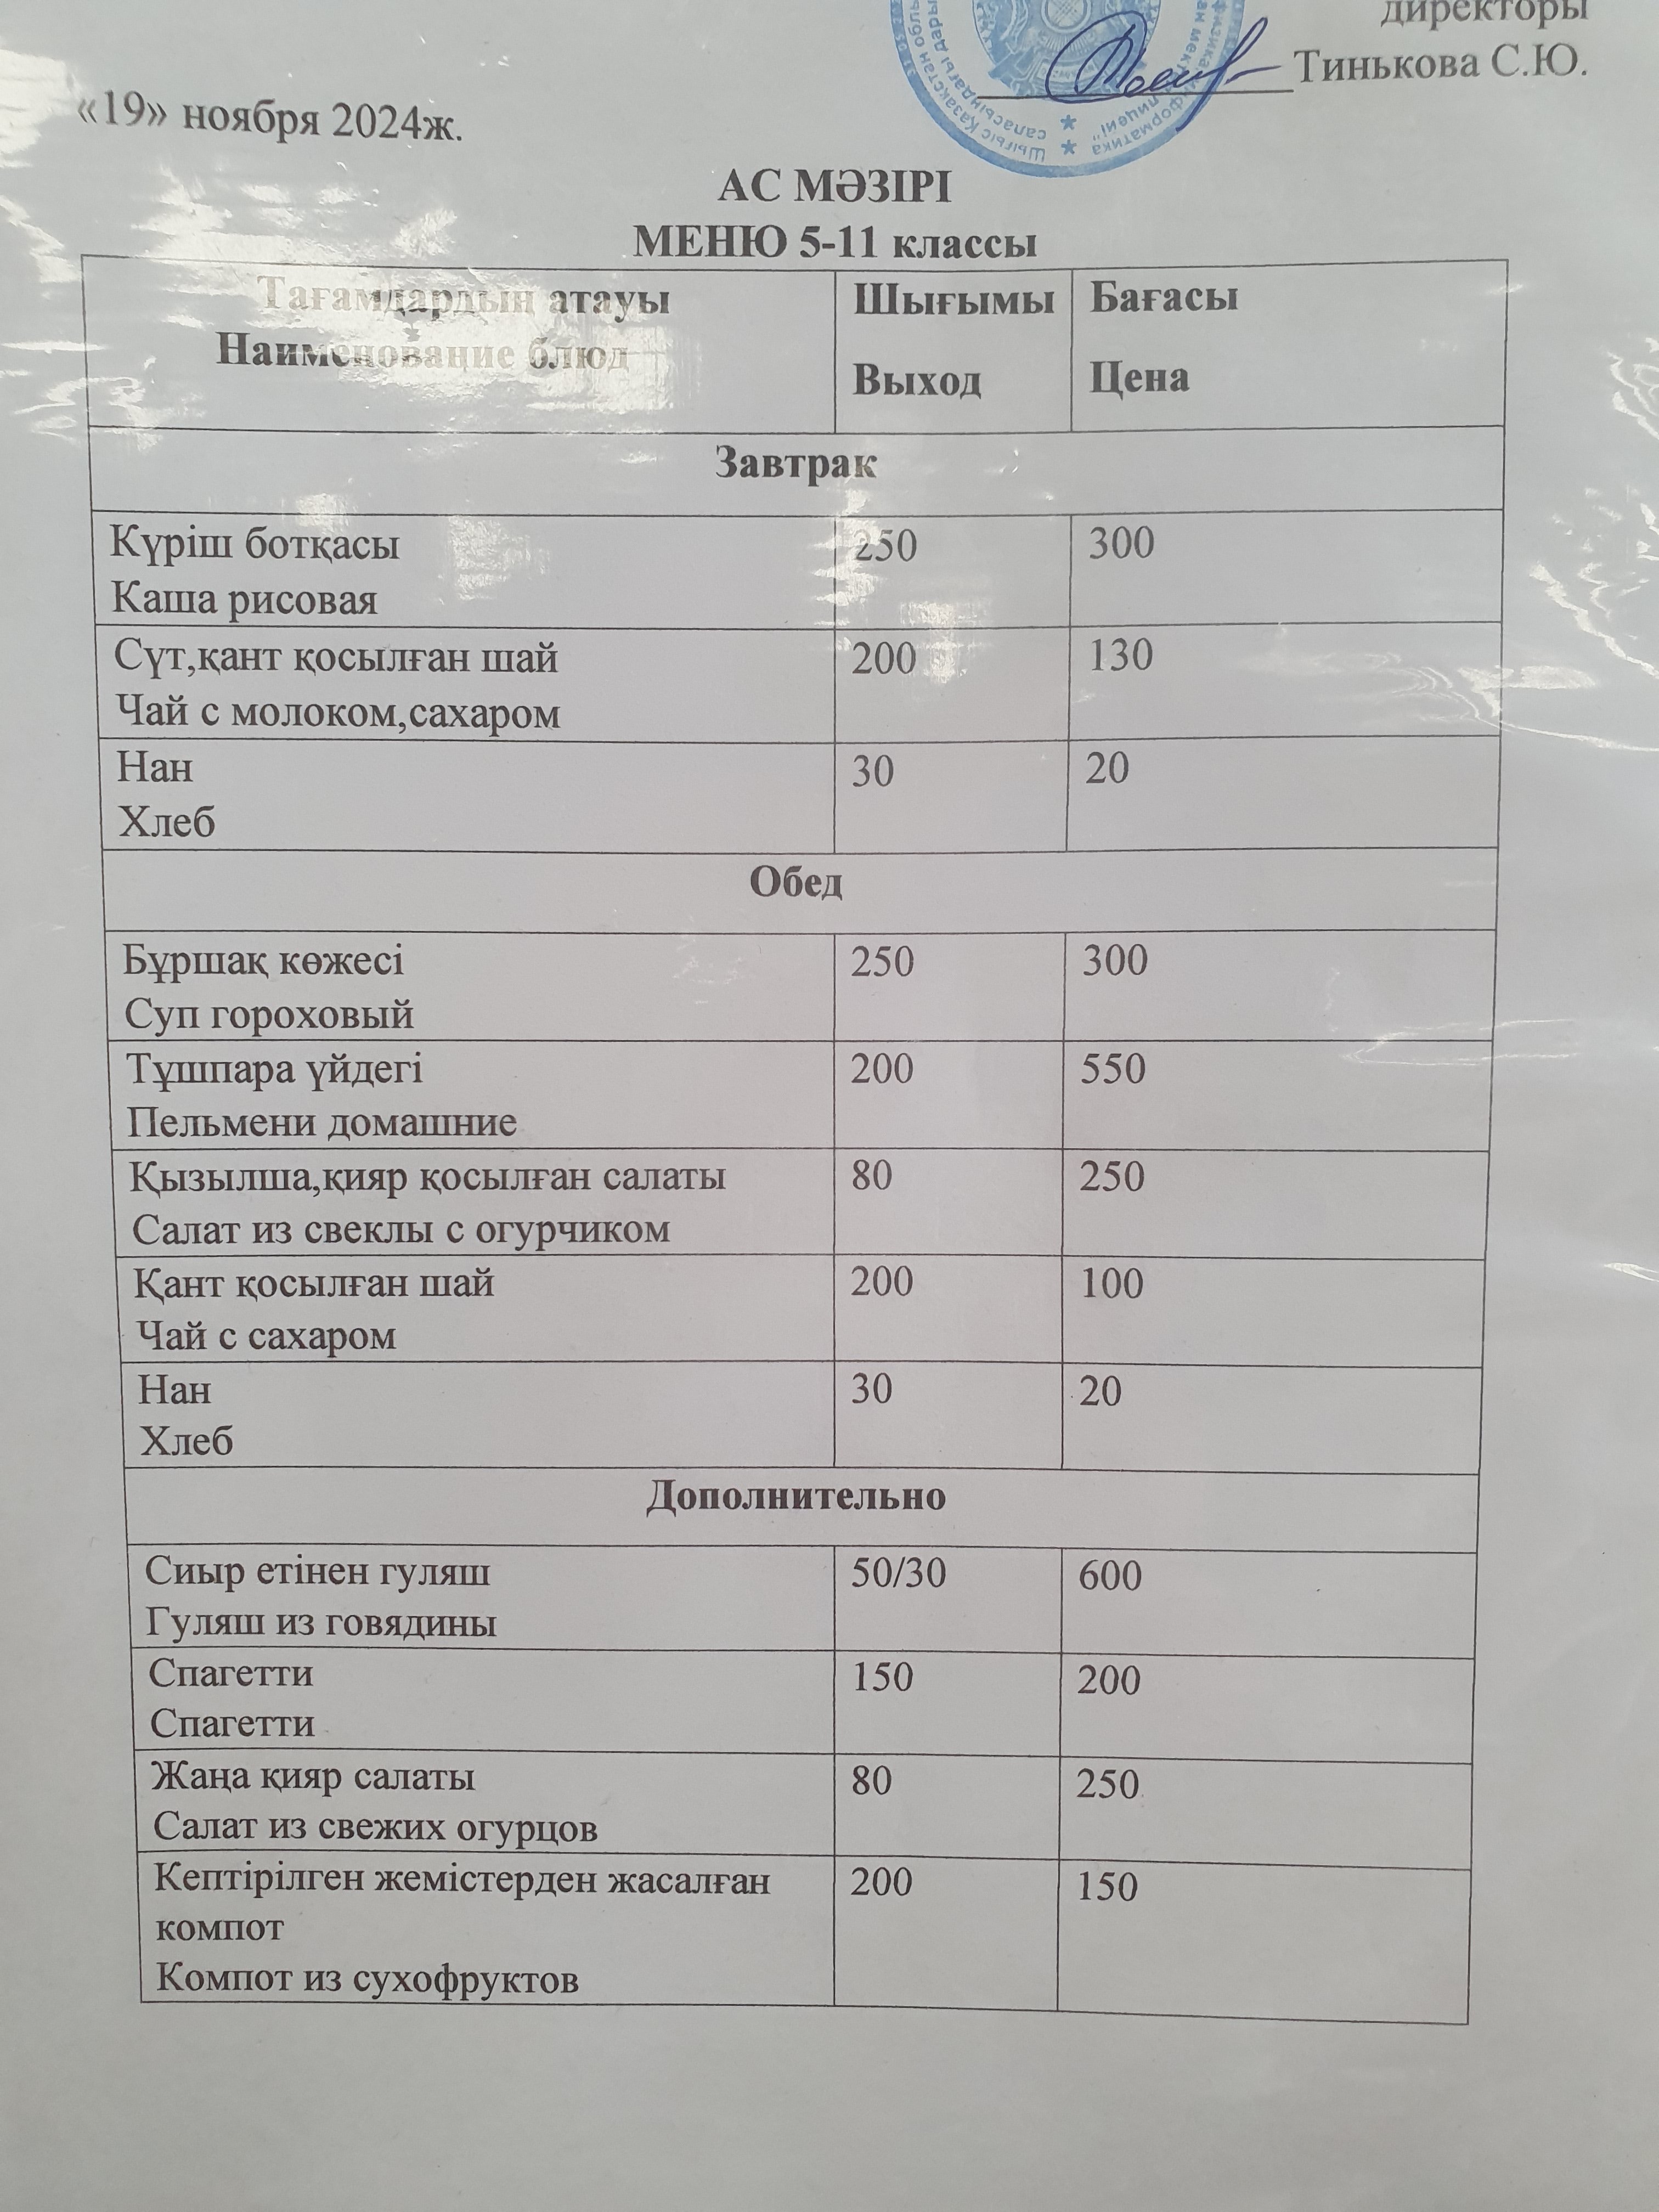 директоры
Тинькова С.Ю.
«19» ноября 2024ж.
АС МӘЗІРІ
МЕНЮ 5-11 классы
Тағамдардың атауы
Наименование блюд
Шығымы
Выход
Бағасы
Цена
Завтрак
Күріш ботқасы
Каша рисовая
250
300
Сүт,қант қосылған шай
Чай с молоком,сахаром
200
130
Нан
Хлеб
30
20
Обед
Бұршақ көжесі
Суп гороховый
250
300
Тұшпара үйдегі
Пельмени домашние
200
550
Қызылша,қияр қосылған салаты
Салат из свеклы с огурчиком
80
250
Қант қосылған шай
Чай с сахаром
200
100
Нан
Хлеб
30
20
Дополнительно
Сиыр етінен гуляш
Гуляш из говядины
50/30
600
Спагетти
Спагетти
150
200
Жаңа қияр салаты
Салат из свежих огурцов
80
250
Кептірілген жемістерден жасалған
компот
Компот из сухофруктов
200
150